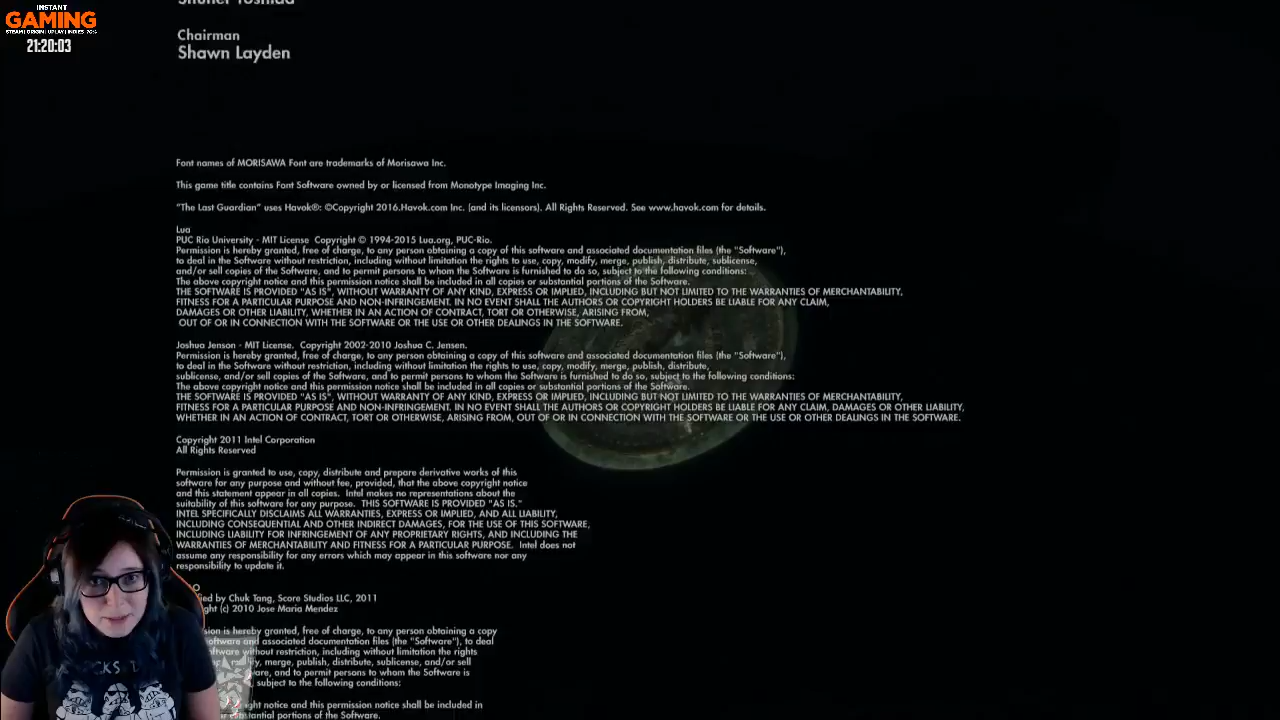 INSTANT
GAMING
STEAM | ORIGIN | UPLAY | INDIES
21:20:03
Chairman
Shawn Layden
Font names of MORISAWA Font are trademarks of Morisawa Inc.
This game title contains Font Software owned by or licensed from Monotype Imaging Inc.
"The Last Guardian" uses Havok®: ©Copyright 2016.Havok.com Inc. (and its licensors). All Rights Reserved. See www.havok.com for details.
Lua
PUC Rio University - MIT License Copyright © 1994-2015 Lua.org, PUC-Rio.
Permission is hereby granted, free of charge, to any person obtaining a copy of this software and associated documentation files (the "Software"),
to deal in the Software without restriction, including without limitation the rights to use, copy, modify, merge, publish, distribute, sublicense,
and/or sell copies of the Software, and to permit persons to whom the Software is furnished to do so, subject to the following conditions:
The above copyright notice and this permission notice shall be included in all copies or substantial portions of the Software.
THE SOFTWARE IS PROVIDED "AS IS", WITHOUT WARRANTY OF ANY KIND, EXPRESS OR IMPLIED, INCLUDING BUT NOT LIMITED TO THE WARRANTIES OF MERCHANTABILITY,
FITNESS FOR A PARTICULAR PURPOSE AND NON-INFRINGEMENT. IN NO EVENT SHALL THE AUTHORS OR COPYRIGHT HOLDERS BE LIABLE FOR ANY CLAIM,
DAMAGES OR OTHER LIABILITY, WHETHER IN AN ACTION OF CONTRACT, TORT OR OTHERWISE, ARISING FROM,
OUT OF OR IN CONNECTION WITH THE SOFTWARE OR THE USE OR OTHER DEALINGS IN THE SOFTWARE.
Joshua Jenson - MIT License. Copyright 2002-2010 Joshua C. Jensen.
Permission is hereby granted, free of charge, to any person obtaining a copy of this software and associated documentation files (the "Software"),
to deal in the Software without restriction, including without limitation the rights to use, copy, modify, merge, publish, distribute,
sublicense, and/or sell copies of the Software, and to permit persons to whom the Software is furnished to do so, subject to the following conditions:
The above copyright notice and this permission notice shall be included in all copies or substantial portions of the Software.
THE SOFTWARE IS PROVIDED "AS IS", WITHOUT WARRANTY OF ANY KIND, EXPRESS OR IMPLIED, INCLUDING BUT NOT LIMITED TO THE WARRANTIES OF MERCHANTABILITY,
FITNESS FOR A PARTICULAR PURPOSE AND NON-INFRINGEMENT. IN NO EVENT SHALL THE AUTHORS OR COPYRIGHT HOLDERS BE LIABLE FOR ANY CLAIM, DAMAGES OR OTHER LIABILITY,
WHETHER IN AN ACTION OF CONTRACT, TORT OR OTHERWISE, ARISING FROM, OUT OF OR IN CONNECTION WITH THE SOFTWARE OR THE USE OR OTHER DEALINGS IN THE SOFTWARE.
Copyright 2011 Intel Corporation
All Rights Reserved
Permission is granted to use, copy, distribute and prepare derivative works of this
software for any purpose and without fee, provided, that the above copyright notice
and this statement appear in all copies. Intel makes no representations about the
suitability of this software for any purpose. THIS SOFTWARE IS PROVIDED "AS IS."
INTEL SPECIFICALLY DISCLAIMS ALL WARRANTIES, EXPRESS OR IMPLIED, AND ALL LIABILITY,
INCLUDING CONSEQUENTIAL AND OTHER INDIRECT DAMAGES, FOR THE USE OF THIS SOFTWARE,
INCLUDING LIABILITY FOR INFRINGEMENT OF ANY PROPRIETARY RIGHTS, AND INCLUDING THE
WARRANTIES OF MERCHANTABILITY AND FITNESS FOR A PARTICULAR PURPOSE. Intel does not
assume any responsibility for any errors which may appear in this software nor any
responsibility to update it.
by Chuk Tang, Score Studios LLC, 2011
(c) 2010 Jose Maria Mendez
is hereby granted, free of charge, to any person obtaining a copy
and associated documentation files (the "Software"), to deal
without restriction, including without limitation the rights
merge, publish, distribute, sublicense, and/or sell
and to permit persons to whom the Software is
subject to the following conditions:
notice and this permission notice shall be included in
portions of the Software.